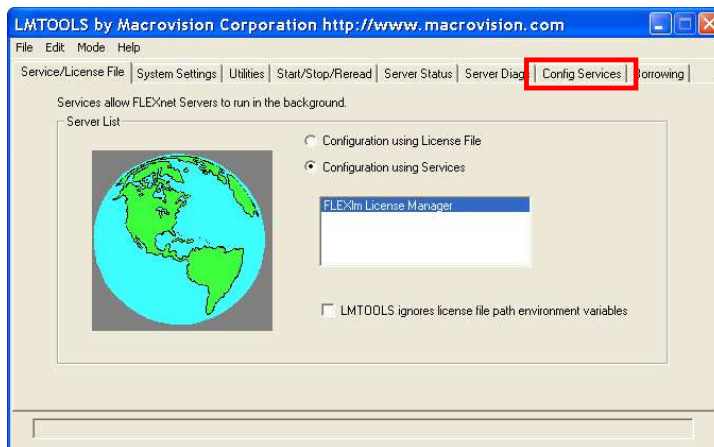 LMTOOLS by Macrovision Corporation http://www.macrovision.com
File Edit Mode Help
Service/License File System Settings Utilities Start/Stop/Reread Server Status Server Diags Config Services Borrowing
Services allow FLEXnet Servers to run in the background.
Server List
Configuration using License File
Configuration using Services
FLEXlm License Manager
LMTOOLS ignores license file path environment variables